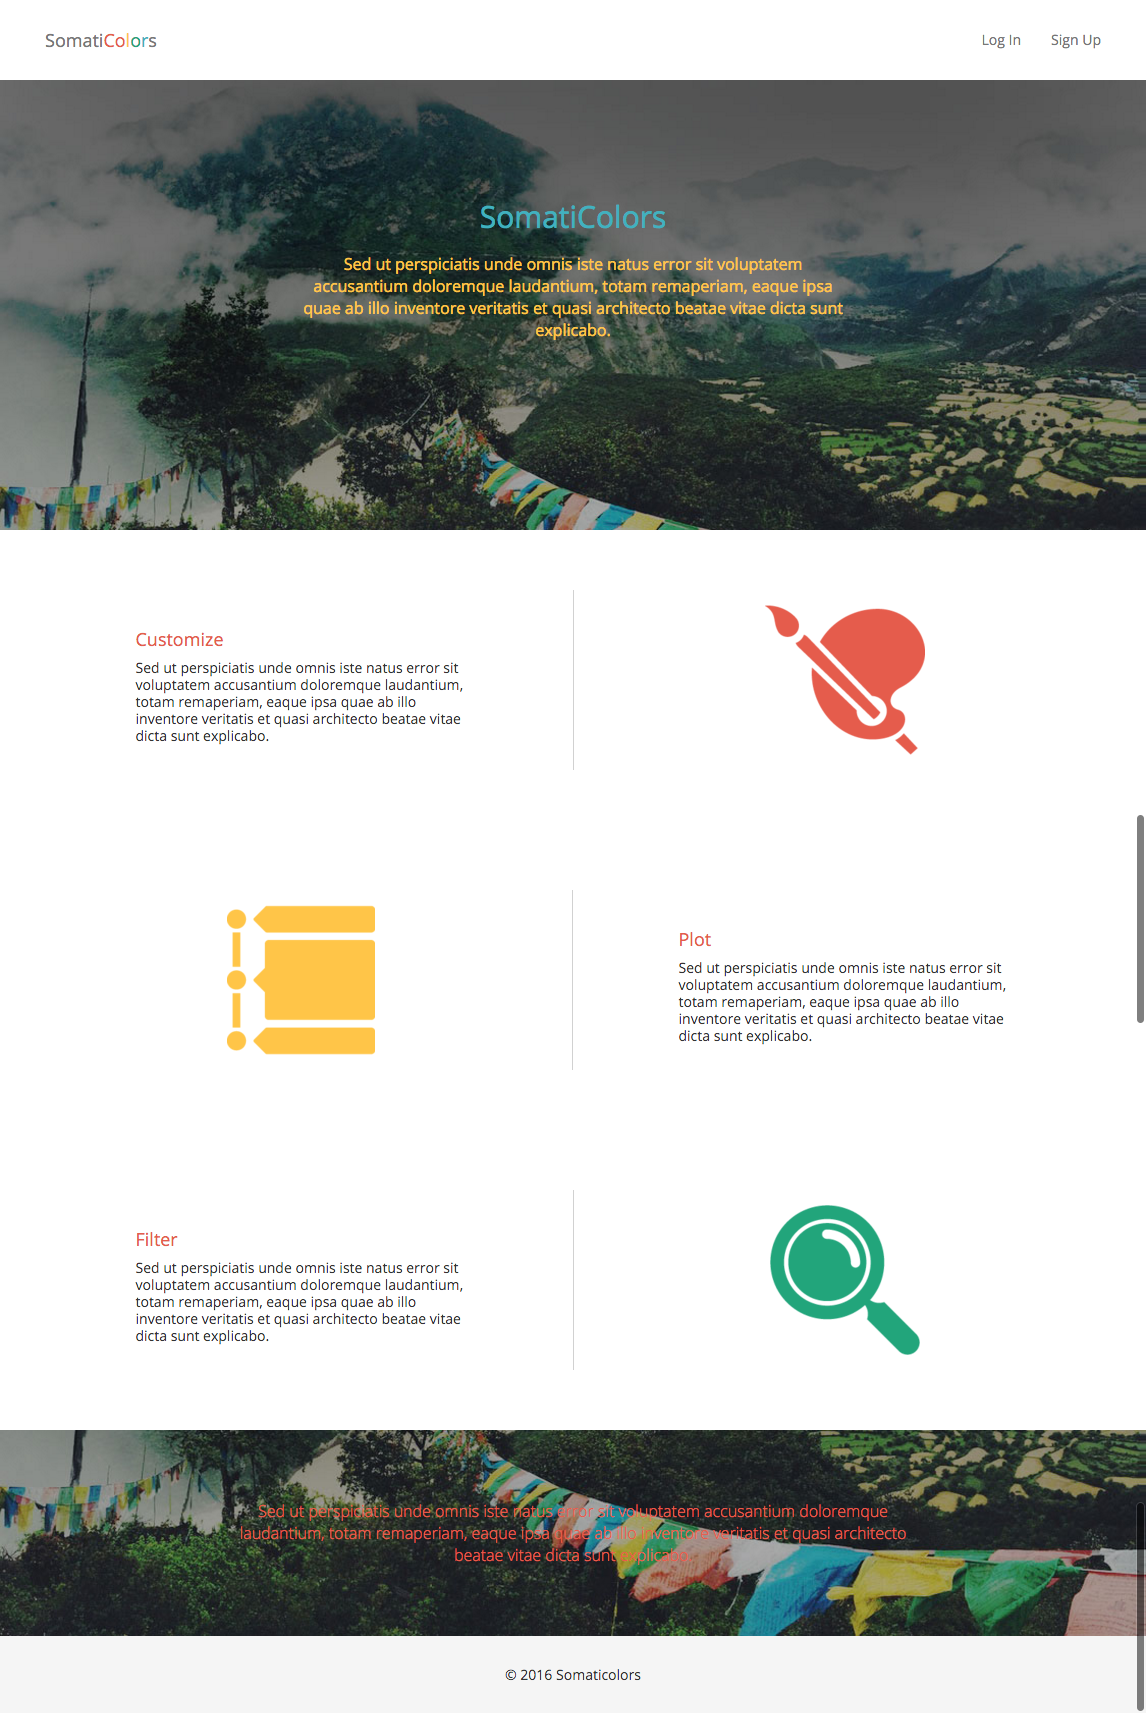 SomatiColors
Log In
Sign Up
SomatiColors
Sed ut perspiciatis unde omnis iste natus error sit voluptatem
accusantium doloremque laudantium, totam remaperiam, eaque ipsa
quae ab illo inventore veritatis et quasi architecto beatae vitae dicta sunt
explicabo.
Customize
Sed ut perspiciatis unde omnis iste natus error sit
voluptatem accusantium doloremque laudantium,
totam remaperiam, eaque ipsa quae ab illo
inventore veritatis et quasi architecto beatae vitae
dicta sunt explicabo.
Plot
Sed ut perspiciatis unde omnis iste natus error sit
voluptatem accusantium doloremque laudantium,
totam remaperiam, eaque ipsa quae ab illo
inventore veritatis et quasi architecto beatae vitae
dicta sunt explicabo.
Filter
Sed ut perspiciatis unde omnis iste natus error sit
voluptatem accusantium doloremque laudantium,
totam remaperiam, eaque ipsa quae ab illo
inventore veritatis et quasi architecto beatae vitae
dicta sunt explicabo.
Sed ut perspiciatis unde omnis iste natus error sit voluptatem accusantium doloremque
laudantium, totam remaperiam, eaque ipsa quae ab illo inventore veritatis et quasi architecto
beatae vitae dicta sunt explicabo.
© 2016 Somaticolors